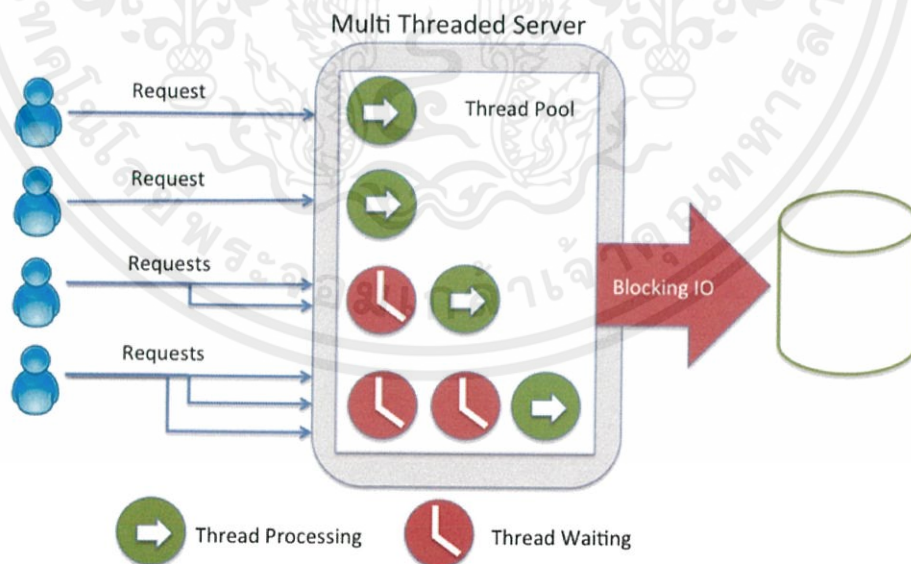 Multi Threaded Server
Request
Thread Pool
Request
Requests
Blocking IO
Requests
Thread Processing
Thread Waiting